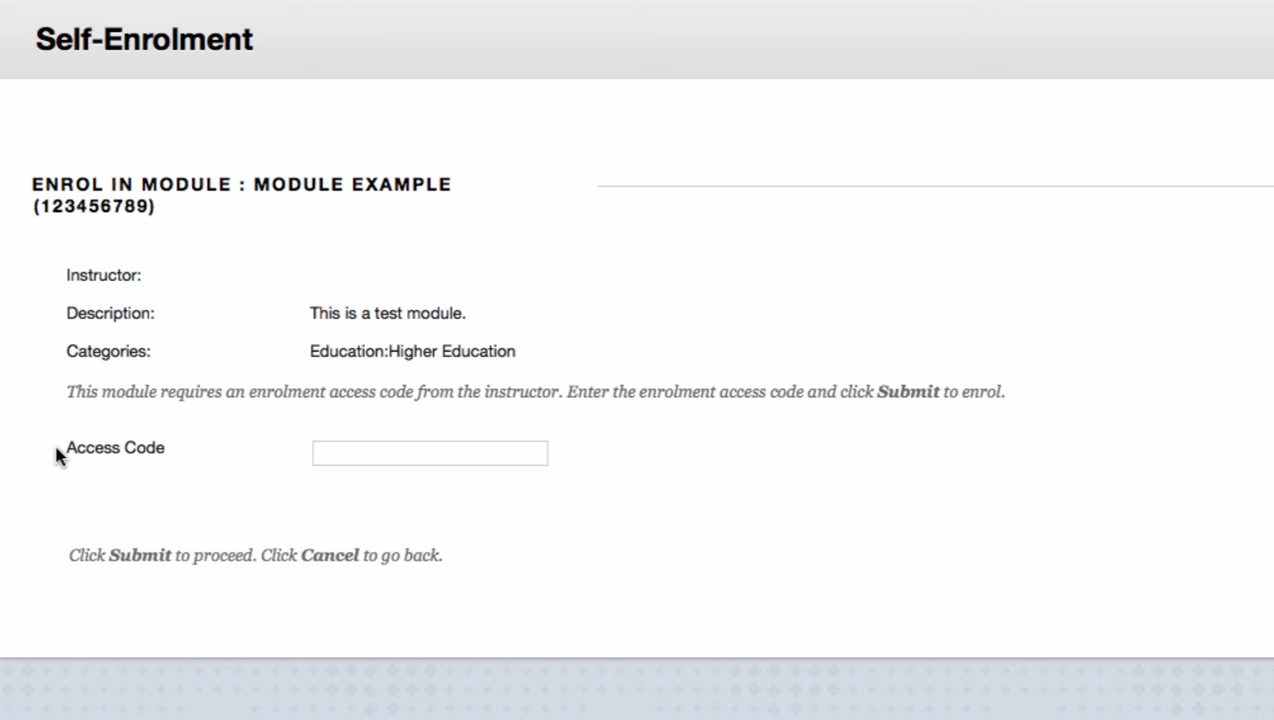 Self-Enrolment
ENROL IN MODULE : MODULE EXAMPLE
(123456789)
Instructor:
Description: This is a test module.
Categories: Education:Higher Education
This module requires an enrolment access code from the instructor. Enter the enrolment access code and click Submit to enrol.
Access Code
Click Submit to proceed. Click Cancel to go back.